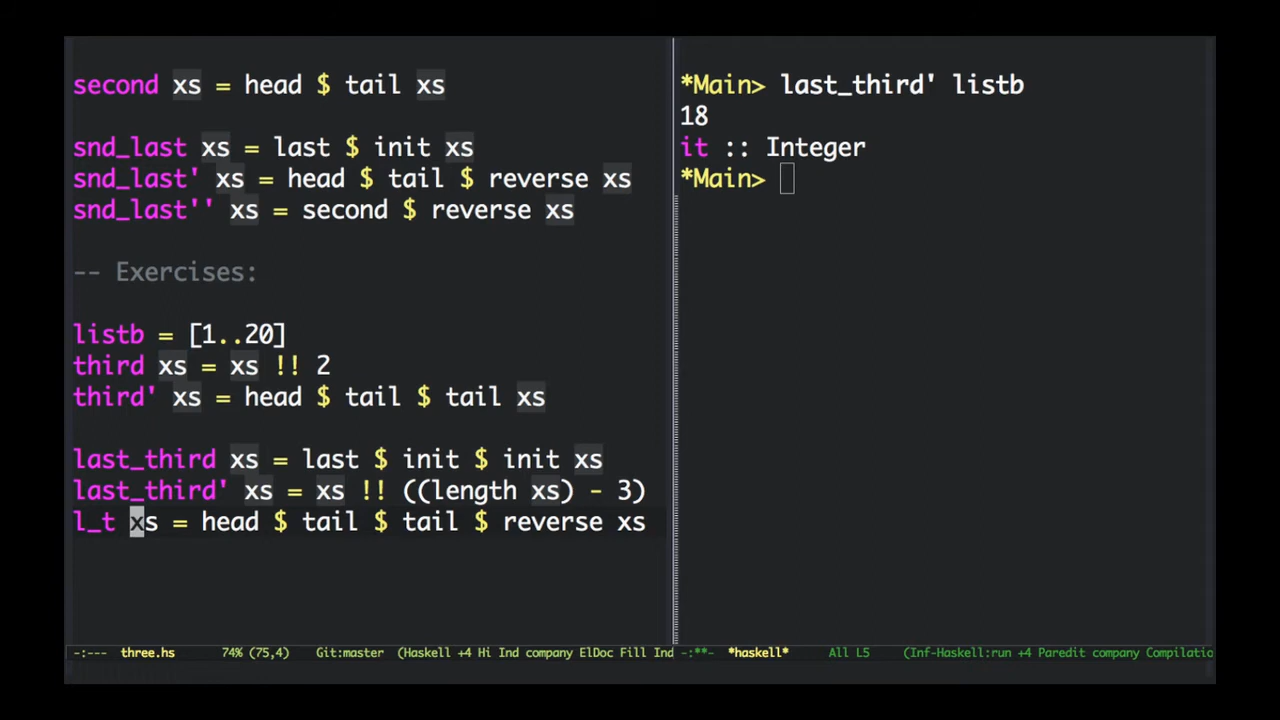 second xs = head $ tail xs
snd_last xs = last $ init xs
snd_last' xs = head $ tail $ reverse xs
snd_last'' xs = second $ reverse xs
-- Exercises:
listb = [1..20]
third xs = xs !! 2
third' xs = head $ tail $ tail xs
last_third xs = last $ init $ init xs
last_third' xs = xs !! ((length xs) - 3)
l_t xs = head $ tail $ tail $ reverse xs
-:--- three.hs 74% (75,4) Git:master (Haskell +4 Hi Ind company ElDoc Fill Ind
*Main> last_third' listb
18
it :: Integer
*Main>
-:**- *haskell* All L5 (Inf-Haskell:run +4 Paredit company Compilatio